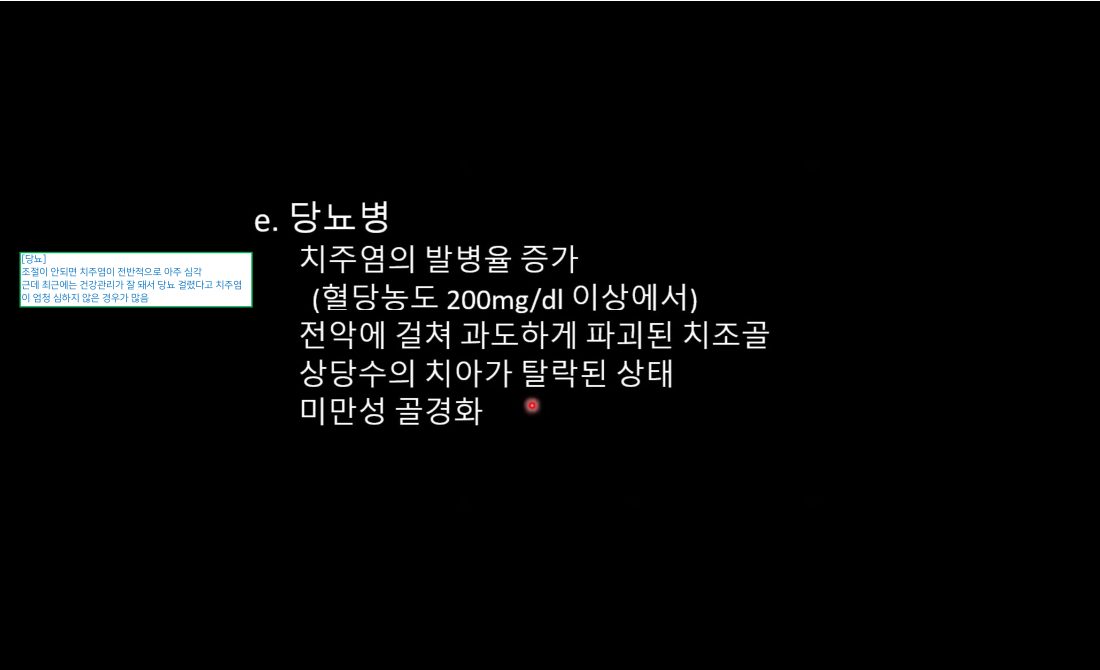 e. 당뇨병
치주염의 발병율 증가
(혈당농도 200mg/dl 이상에서)
전악에 걸쳐 과도하게 파괴된 치조골
상당수의 치아가 탈락된 상태
미만성 골경화
[당뇨]
조절이 안되면 치주염이 전반적으로 아주 심각
근데 최근에는 건강관리가 잘 돼서 당뇨 걸렸다고 치주염
이 엄청 심하지 않은 경우가 많음